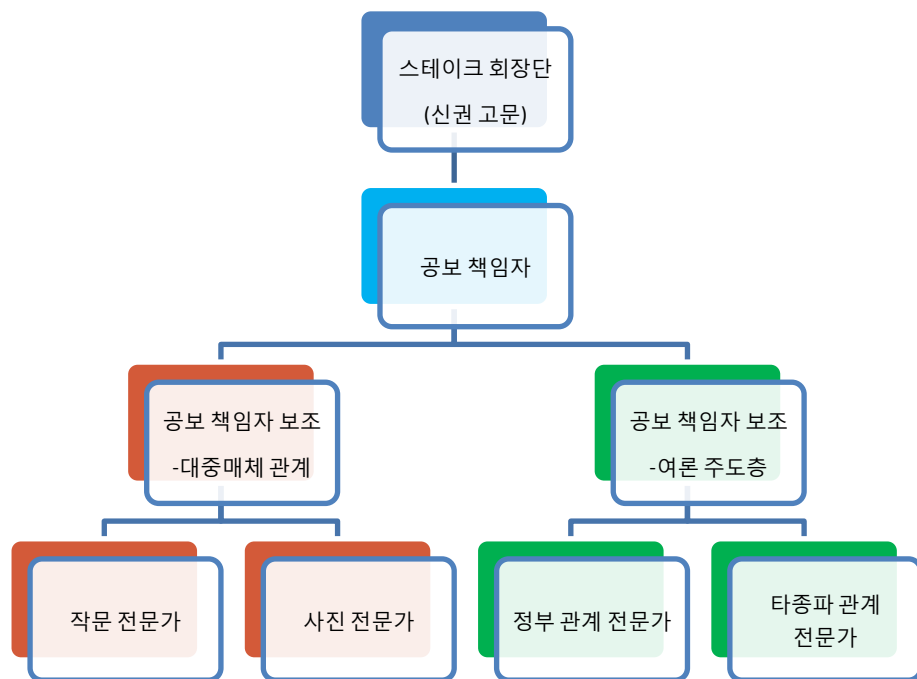 스테이크 회장단
(신권 고문)
공보 책임자
공보 책임자 보조
-대중매체 관계
공보 책임자 보조
-여론 주도층
작문 전문가
사진 전문가
정부 관계 전문가
타종파 관계
전문가